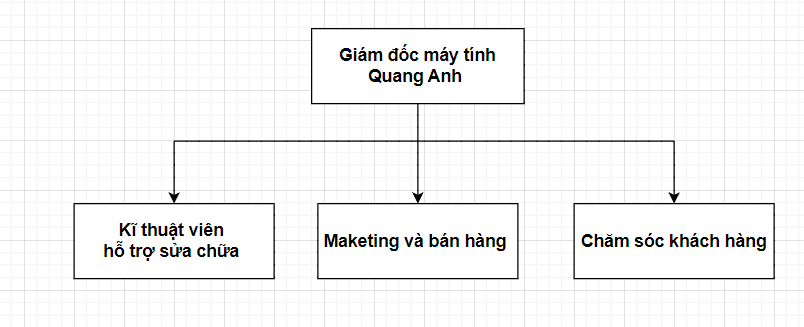 Giám đốc máy tính
Quang Anh
Kĩ thuật viên
hỗ trợ sửa chữa
Maketing và bán hàng
Chăm sóc khách hàng